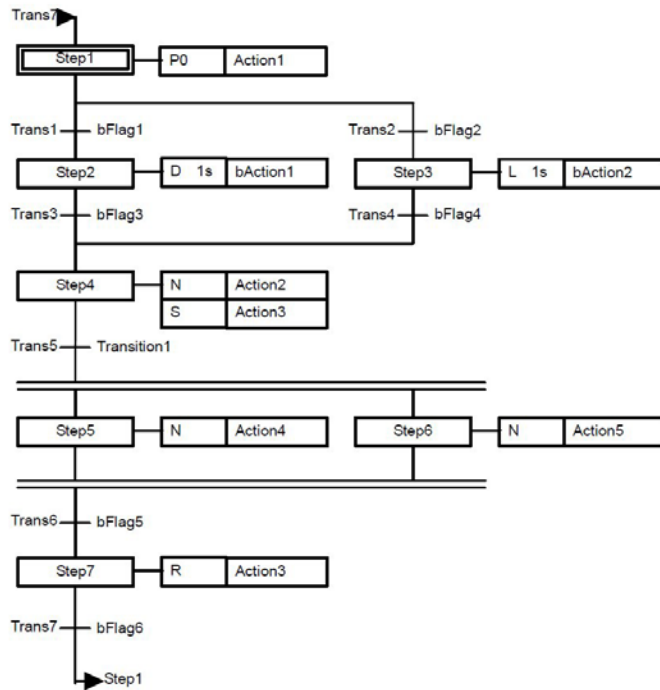 Trans7
Step1 P0 Action1
Trans1 bFlag1 Trans2 bFlag2
Step2 D 1s bAction1 Step3 L 1s bAction2
Trans3 bFlag3 Trans4 bFlag4
Step4 N Action2
S Action3
Trans5 Transition1
Step5 N Action4 Step6 N Action5
Trans6 bFlag5
Step7 R Action3
Trans7 bFlag6
Step1